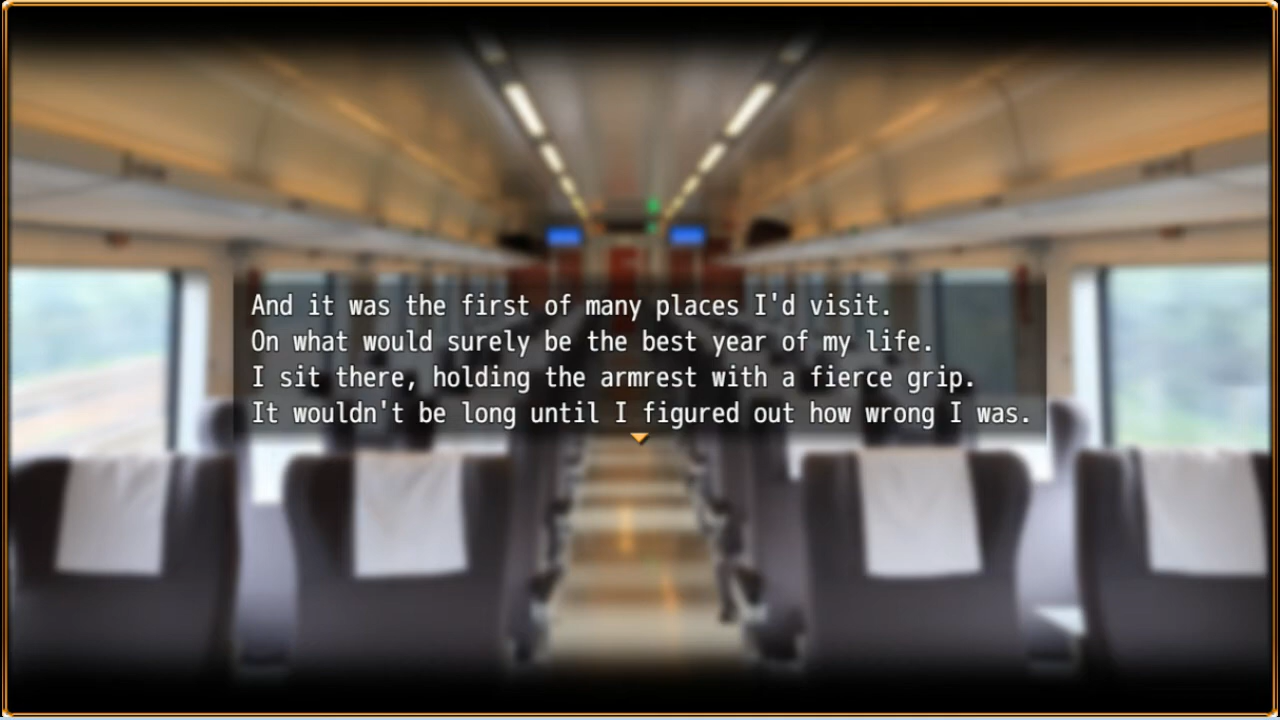 And it was the first of many places I'd visit.
On what would surely be the best year of my life.
I sit there, holding the armrest with a fierce grip.
It wouldn't be long until I figured out how wrong I was.